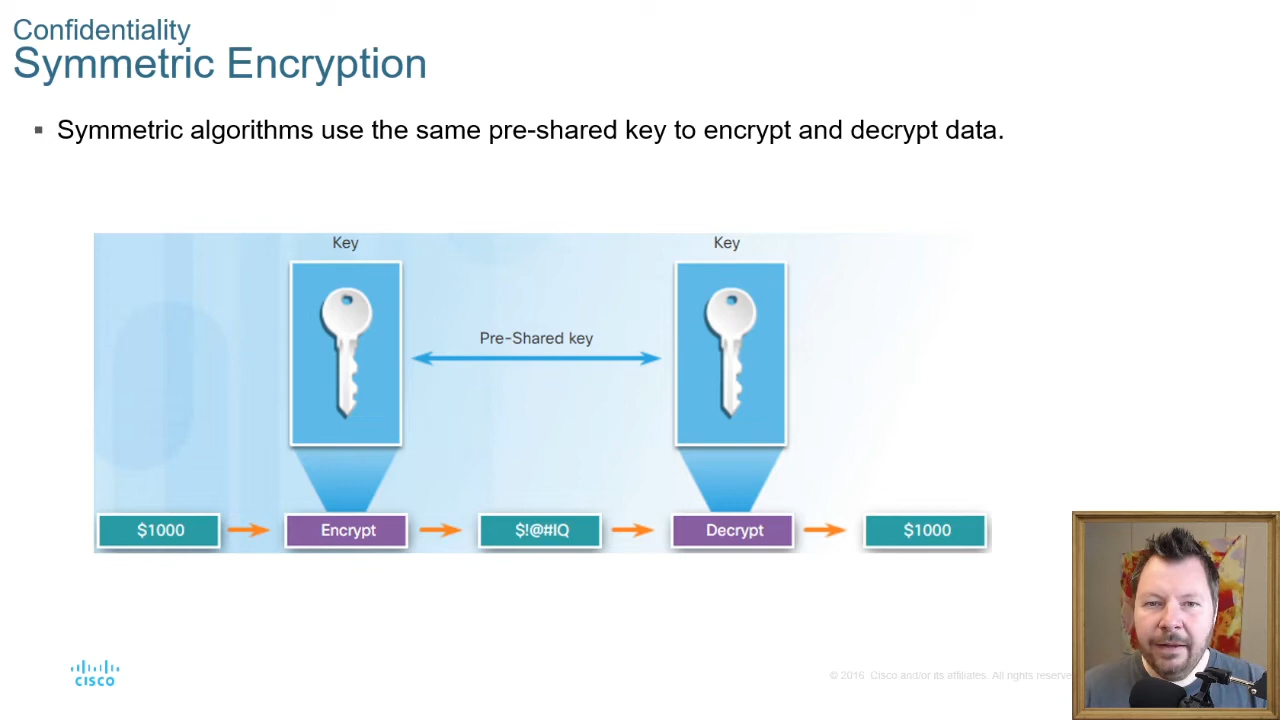 Confidentiality
Symmetric Encryption
Symmetric algorithms use the same pre-shared key to encrypt and decrypt data.
Key
Key
Pre-Shared key
$1000
Encrypt
$!@#IQ
Decrypt
$1000
CISCO
© 2016 Cisco and/or its affiliates. All rights reserve